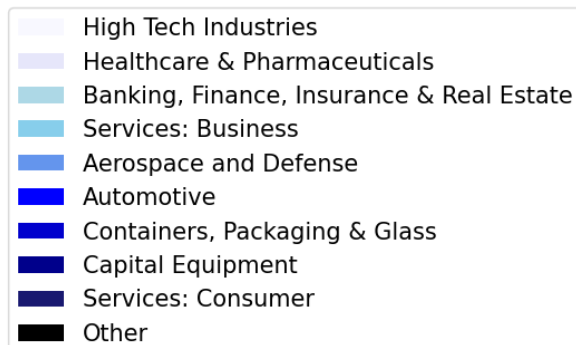 High Tech Industries
Healthcare & Pharmaceuticals
Banking, Finance, Insurance & Real Estate
Services: Business
Aerospace and Defense
Automotive
Containers, Packaging & Glass
Capital Equipment
Services: Consumer
Other